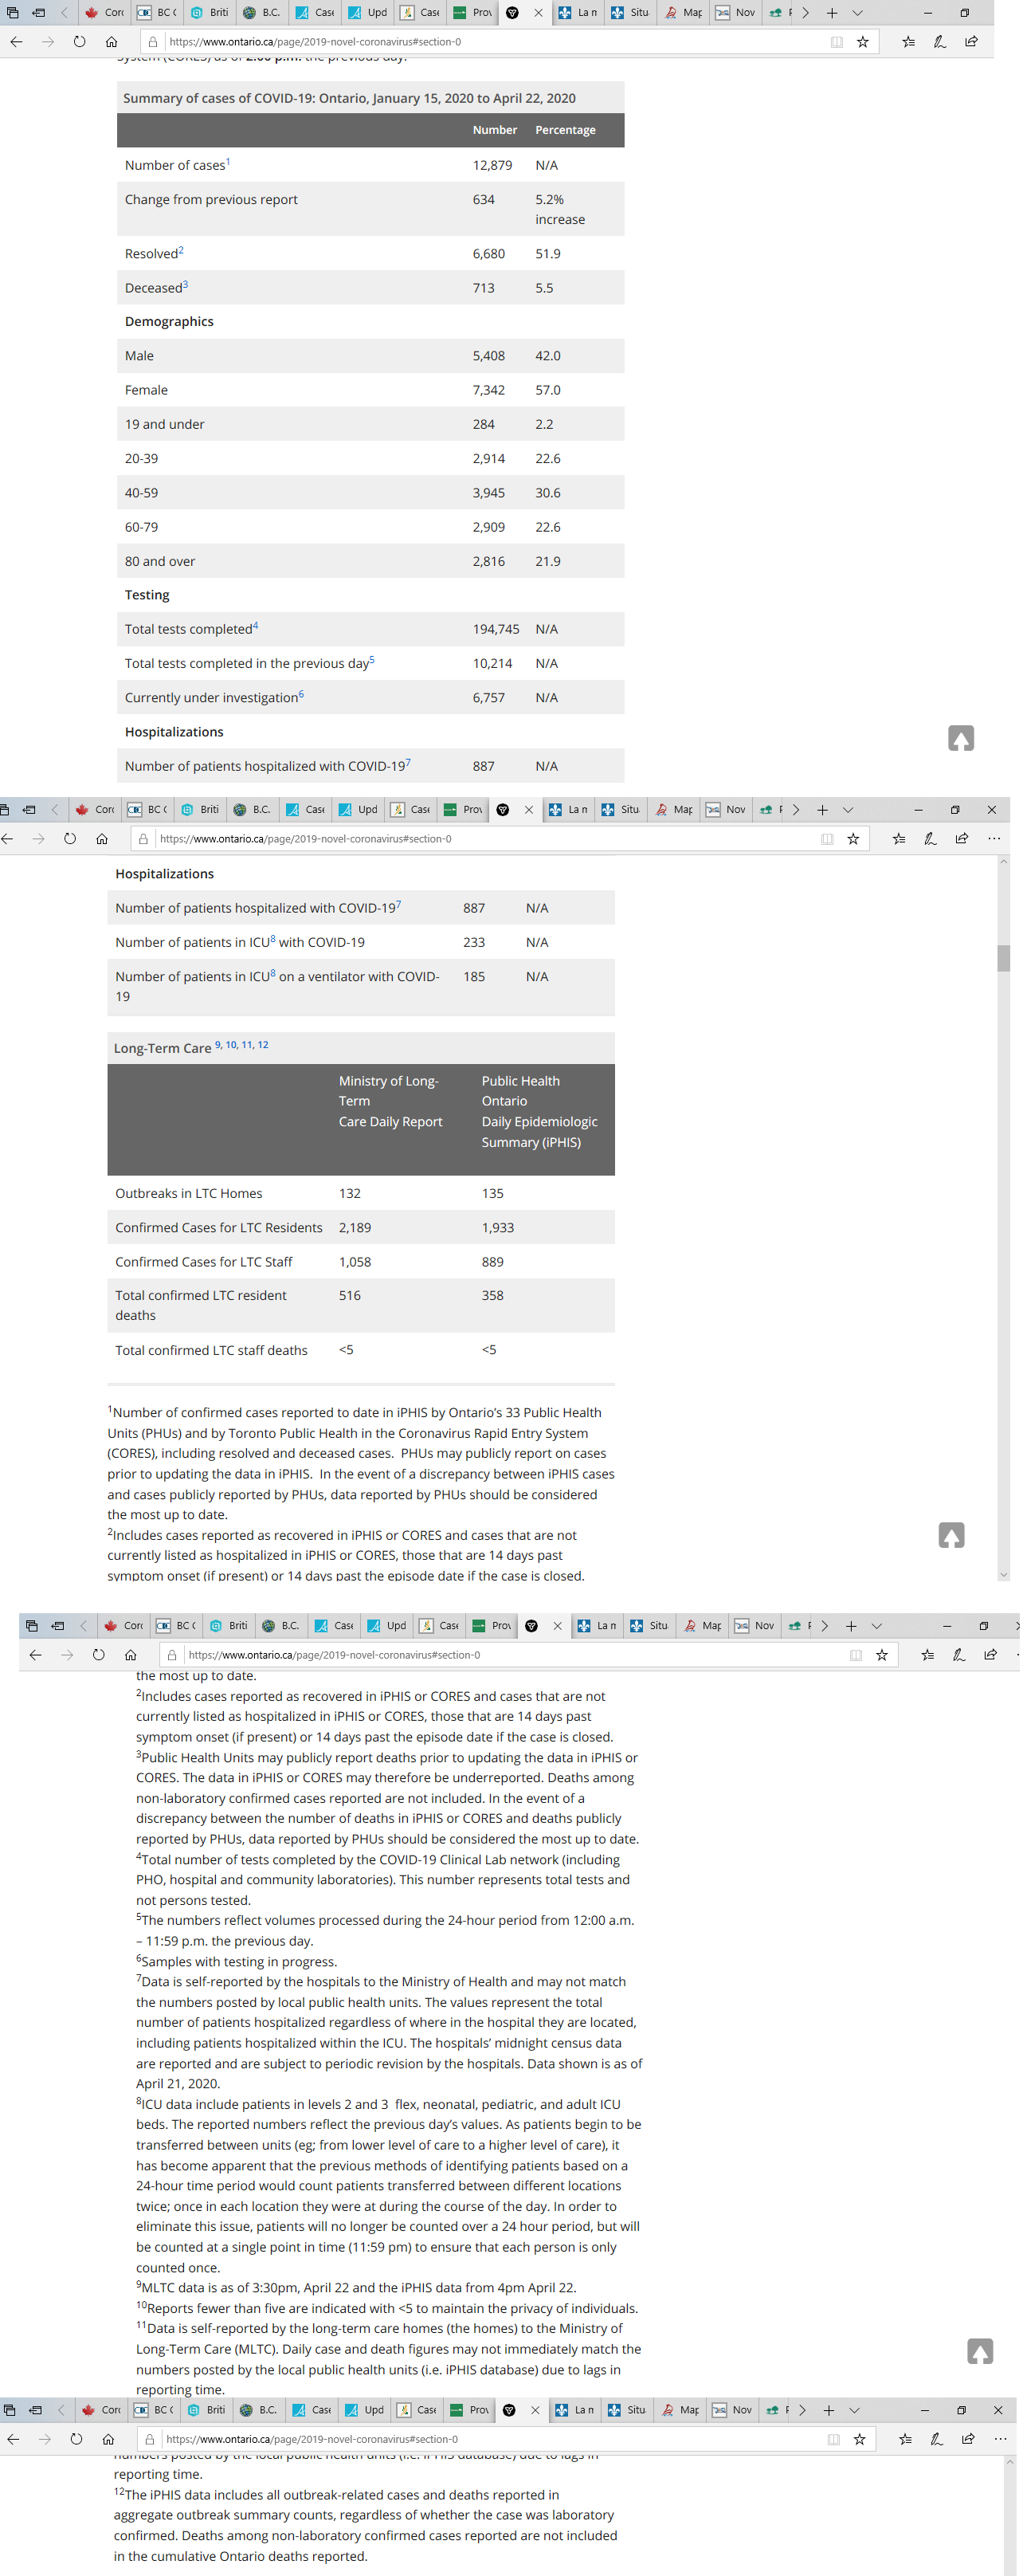 Corc BC C Briti B.C. Case Upd Case Prov La n Situ Map Nov
https://www.ontario.ca/page/2019-novel-coronavirus#section-0
System (CORES) as of 2:00 p.m. the previous day.
Summary of cases of COVID-19: Ontario, January 15, 2020 to April 22, 2020
Number Percentage
Number of cases1 12,879 N/A
Change from previous report 634 5.2%
increase
Resolved2 6,680 51.9
Deceased3 713 5.5
Demographics
Male 5,408 42.0
Female 7,342 57.0
19 and under 284 2.2
20-39 2,914 22.6
40-59 3,945 30.6
60-79 2,909 22.6
80 and over 2,816 21.9
Testing
Total tests completed4 194,745 N/A
Total tests completed in the previous day5 10,214 N/A
Currently under investigation6 6,757 N/A
Hospitalizations
Number of patients hospitalized with COVID-197 887 N/A
Corc BC C Briti B.C. Case Upd Case Prov La n Situ Map Nov
https://www.ontario.ca/page/2019-novel-coronavirus#section-0
Hospitalizations
Number of patients hospitalized with COVID-197 887 N/A
Number of patients in ICU8 with COVID-19 233 N/A
Number of patients in ICU8 on a ventilator with COVID- 185 N/A
19
Long-Term Care 9, 10, 11, 12
Ministry of Long- Public Health
Term Ontario
Care Daily Report Daily Epidemiologic
Summary (iPHIS)
Outbreaks in LTC Homes 132 135
Confirmed Cases for LTC Residents 2,189 1,933
Confirmed Cases for LTC Staff 1,058 889
Total confirmed LTC resident 516 358
deaths
Total confirmed LTC staff deaths <5 <5
1Number of confirmed cases reported to date in iPHIS by Ontario's 33 Public Health
Units (PHUs) and by Toronto Public Health in the Coronavirus Rapid Entry System
(CORES), including resolved and deceased cases. PHUs may publicly report on cases
prior to updating the data in iPHIS. In the event of a discrepancy between iPHIS cases
and cases publicly reported by PHUs, data reported by PHUs should be considered
the most up to date.
2Includes cases reported as recovered in iPHIS or CORES and cases that are not
currently listed as hospitalized in iPHIS or CORES, those that are 14 days past
symptom onset (if present) or 14 days past the episode date if the case is closed.
Corc BC C Briti B.C. Case Upd Case Prov La n Situ Map Nov
https://www.ontario.ca/page/2019-novel-coronavirus#section-0
the most up to date.
2Includes cases reported as recovered in iPHIS or CORES and cases that are not
currently listed as hospitalized in iPHIS or CORES, those that are 14 days past
symptom onset (if present) or 14 days past the episode date if the case is closed.
3Public Health Units may publicly report deaths prior to updating the data in iPHIS or
CORES. The data in iPHIS or CORES may therefore be underreported. Deaths among
non-laboratory confirmed cases reported are not included. In the event of a
discrepancy between the number of deaths in iPHIS or CORES and deaths publicly
reported by PHUs, data reported by PHUs should be considered the most up to date.
4Total number of tests completed by the COVID-19 Clinical Lab network (including
PHO, hospital and community laboratories). This number represents total tests and
not persons tested.
5The numbers reflect volumes processed during the 24-hour period from 12:00 a.m.
– 11:59 p.m. the previous day.
6Samples with testing in progress.
7Data is self-reported by the hospitals to the Ministry of Health and may not match
the numbers posted by local public health units. The values represent the total
number of patients hospitalized regardless of where in the hospital they are located,
including patients hospitalized within the ICU. The hospitals' midnight census data
are reported and are subject to periodic revision by the hospitals. Data shown is as of
April 21, 2020.
8ICU data include patients in levels 2 and 3 flex, neonatal, pediatric, and adult ICU
beds. The reported numbers reflect the previous day's values. As patients begin to be
transferred between units (eg; from lower level of care to a higher level of care), it
has become apparent that the previous methods of identifying patients based on a
24-hour time period would count patients transferred between different locations
twice; once in each location they were at during the course of the day. In order to
eliminate this issue, patients will no longer be counted over a 24 hour period, but will
be counted at a single point in time (11:59 pm) to ensure that each person is only
counted once.
9MLTC data is as of 3:30pm, April 22 and the iPHIS data from 4pm April 22.
10Reports fewer than five are indicated with <5 to maintain the privacy of individuals.
11Data is self-reported by the long-term care homes (the homes) to the Ministry of
Long-Term Care (MLTC). Daily case and death figures may not immediately match the
numbers posted by the local public health units (i.e. iPHIS database) due to lags in
reporting time.
Corc BC C Briti B.C. Case Upd Case Prov La n Situ Map Nov
https://www.ontario.ca/page/2019-novel-coronavirus#section-0
numbers posted by the local public health units (i.e. iPHIS database) due to lags in
reporting time.
12The iPHIS data includes all outbreak-related cases and deaths reported in
aggregate outbreak summary counts, regardless of whether the case was laboratory
confirmed. Deaths among non-laboratory confirmed cases reported are not included
in the cumulative Ontario deaths reported.